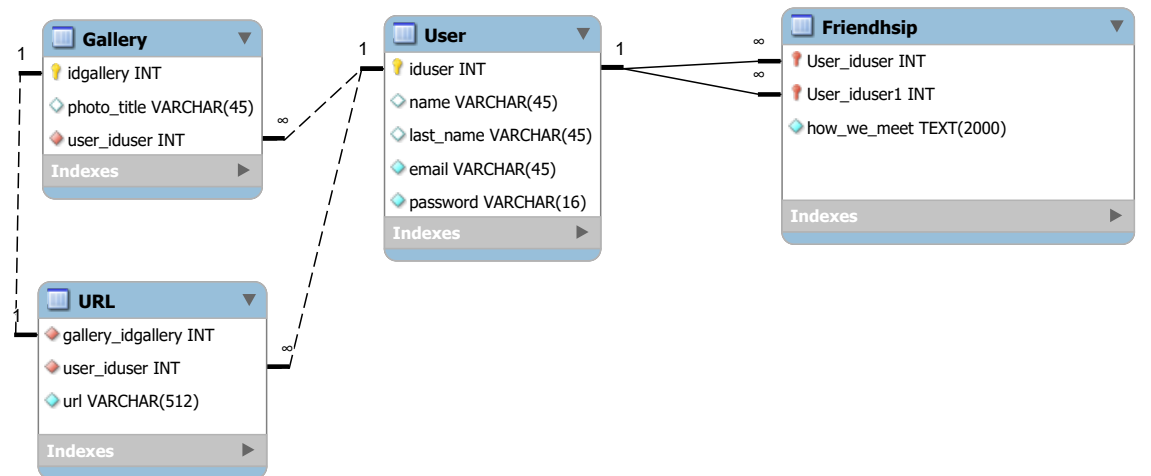 Gallery
1
idgallery INT
photo_title VARCHAR(45)
user_iduser INT
∞
Indexes
User
1
1
iduser INT
name VARCHAR(45)
last_name VARCHAR(45)
email VARCHAR(45)
password VARCHAR(16)
Indexes
Friendhsip
∞
User_iduser INT
∞
User_iduser1 INT
how_we_meet TEXT(2000)
Indexes
URL
1
gallery_idgallery INT
user_iduser INT
∞
url VARCHAR(512)
Indexes